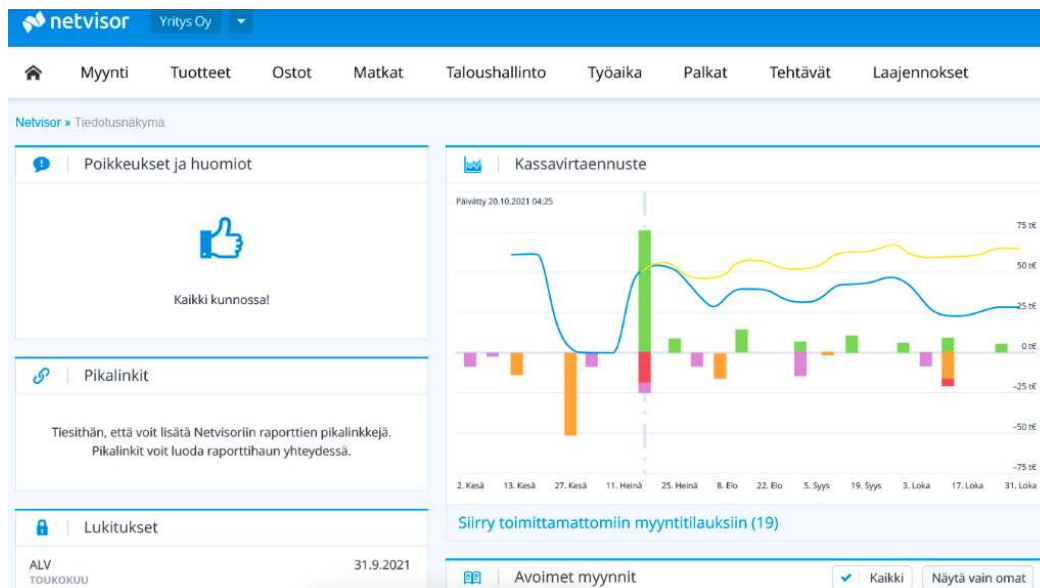 netvisor Yritys Oy
Myynti Tuotteet Ostot Matkat Taloushallinto Työaika Palkat Tehtävät Laajennokset
Netvisor » Tiedotusnäkymä
Poikkeukset ja huomiot
Kaikki kunnossa!
Pikalinkit
Tiesithän, että voit lisätä Netvisoriin raporttien pikalinkkejä.
Pikalinkit voit luoda raporttihaun yhteydessä.
Lukitukset
ALV 31.9.2021
TOUKOKUU
Kassavirtaennuste
Päivätty 20.10.2021 04:25
75 t€
50 t€
25 t€
0 t€
-25 t€
-50 t€
-75 t€
2. Kesä 13. Kesä 27. Kesä 11. Heinä 25. Heinä 8. Elo 22. Elo 5. Syys 19. Syys 3. Loka 17. Loka 31. Loka
Siirry toimittamattomiin myyntitilauksiin (19)
Avoimet myynnit Kaikki Näytä vain omat